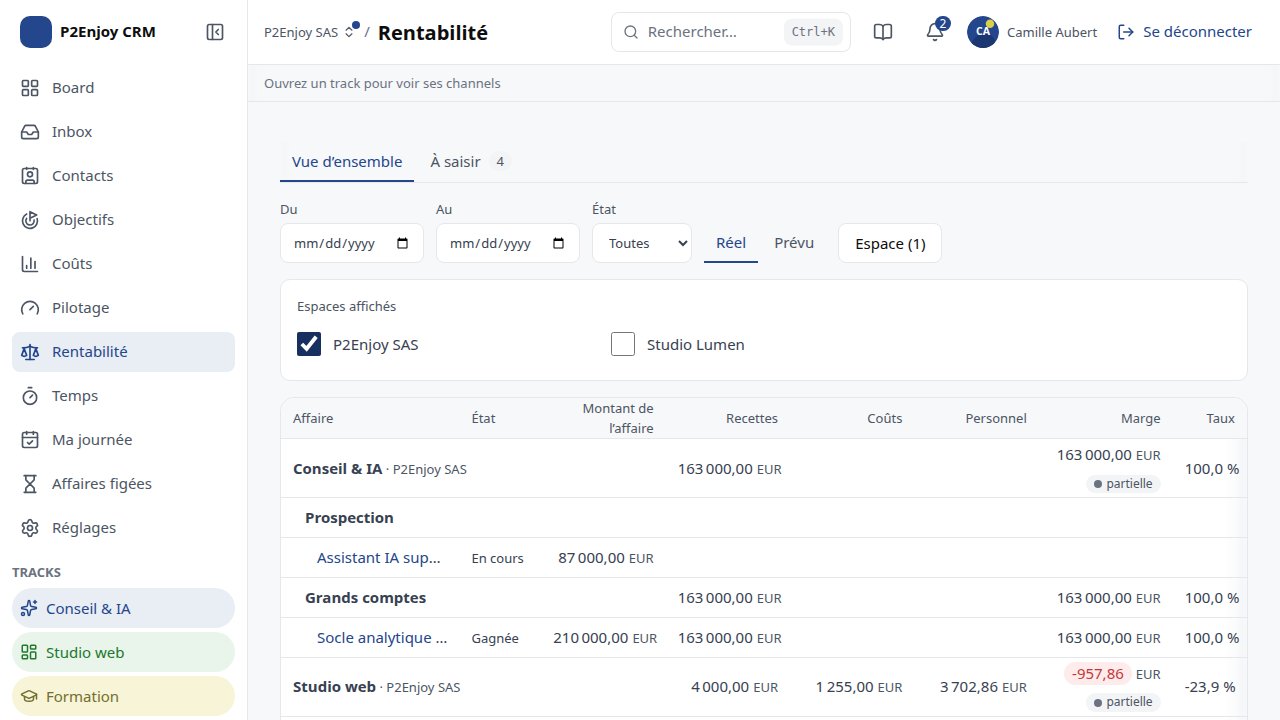 P2Enjoy CRM
Board
Inbox
Contacts
Objectifs
Coûts
Pilotage
Rentabilité
Temps
Ma journée
Affaires figées
Réglages
TRACKS
Conseil & IA
Studio web
Formation
P2Enjoy SAS / Rentabilité
Rechercher... Ctrl+K
2
CA Camille Aubert
Se déconnecter
Ouvrez un track pour voir ses channels
Vue d'ensemble À saisir 4
Du Au État
mm/dd/yyyy mm/dd/yyyy Toutes Réel Prévu Espace (1)
Espaces affichés
P2Enjoy SAS Studio Lumen
Affaire État Montant de l'affaire Recettes Coûts Personnel Marge Taux
Conseil & IA · P2Enjoy SAS 163 000,00 EUR 163 000,00 EUR partielle 100,0 %
Prospection
Assistant IA sup... En cours 87 000,00 EUR
Grands comptes 163 000,00 EUR 163 000,00 EUR 100,0 %
Socle analytique ... Gagnée 210 000,00 EUR 163 000,00 EUR 163 000,00 EUR 100,0 %
Studio web · P2Enjoy SAS 4 000,00 EUR 1 255,00 EUR 3 702,86 EUR -957,86 EUR partielle -23,9 %